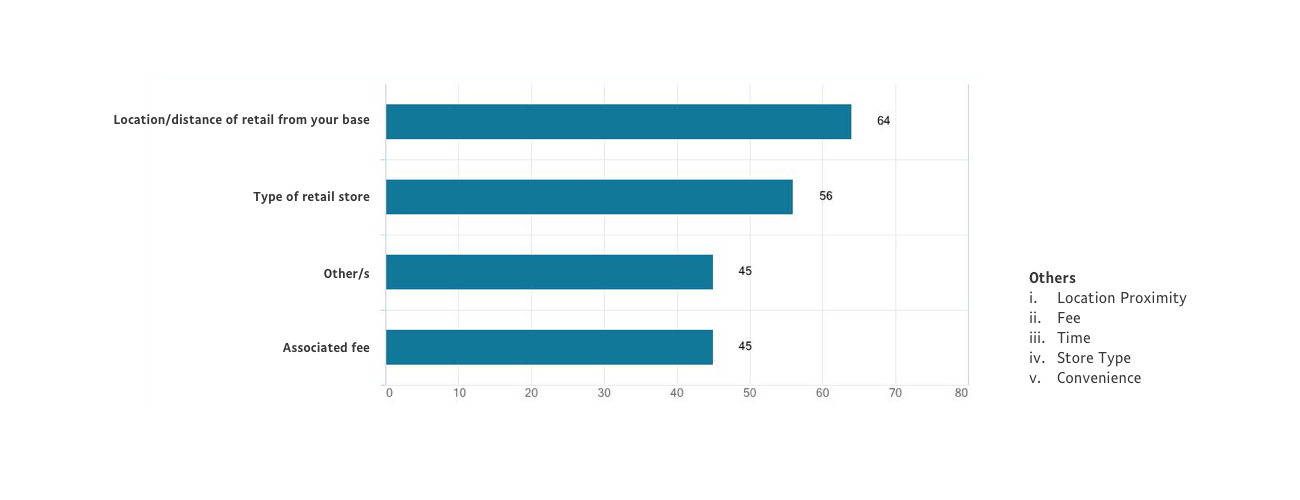 Location/distance of retail from your base
64
Type of retail store
56
Other/s
45
Associated fee
45
0 10 20 30 40 50 60 70 80
Others
i. Location Proximity
ii. Fee
iii. Time
iv. Store Type
v. Convenience